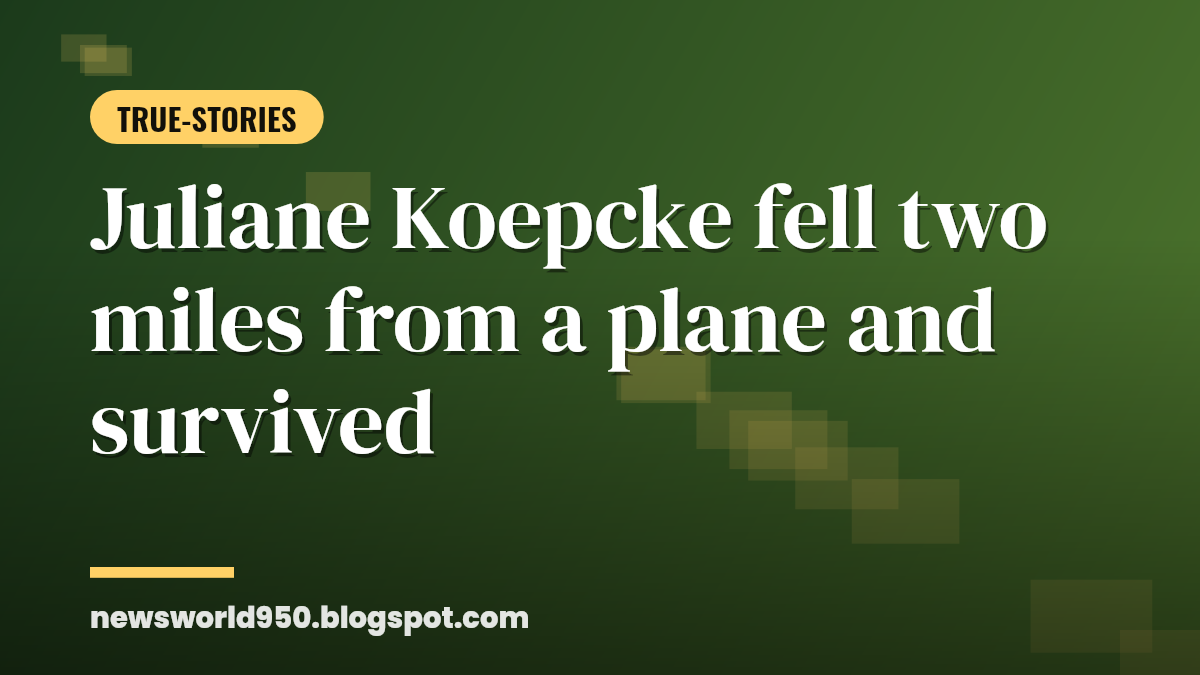 TRUE-STORIES
Juliane Koepcke fell two
miles from a plane and
survived
newsworld950.blogspot.com